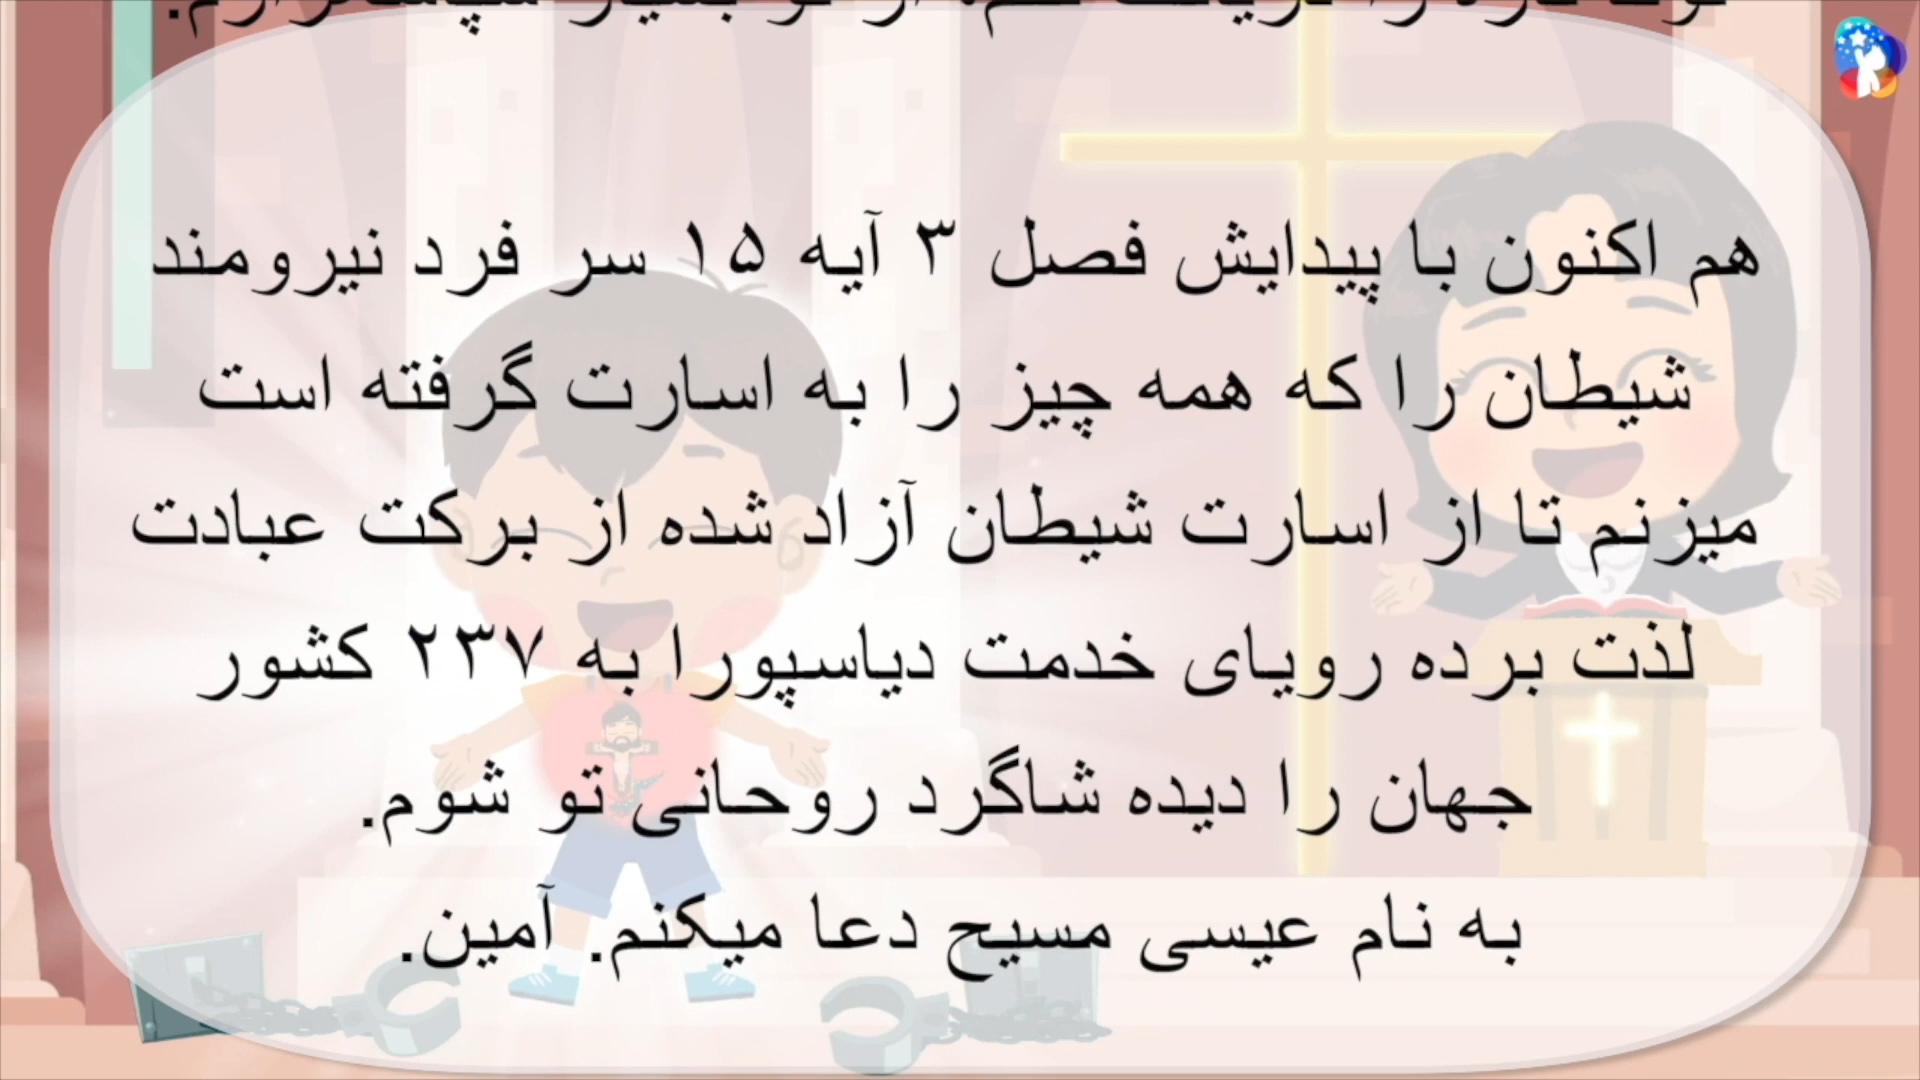 هم اکنون با پیدایش فصل ۳ آیه ۱۵ سر فرد نیرومند
شیطان را که همه چیز را به اسارت گرفته است
میزنم تا از اسارت شیطان آزاد شده از برکت عبادت
لذت برده رویای خدمت دیاسپورا به ۲۳۷ کشور
جهان را دیده شاگرد روحانی تو شوم.
به نام عیسی مسیح دعا میکنم. آمین.